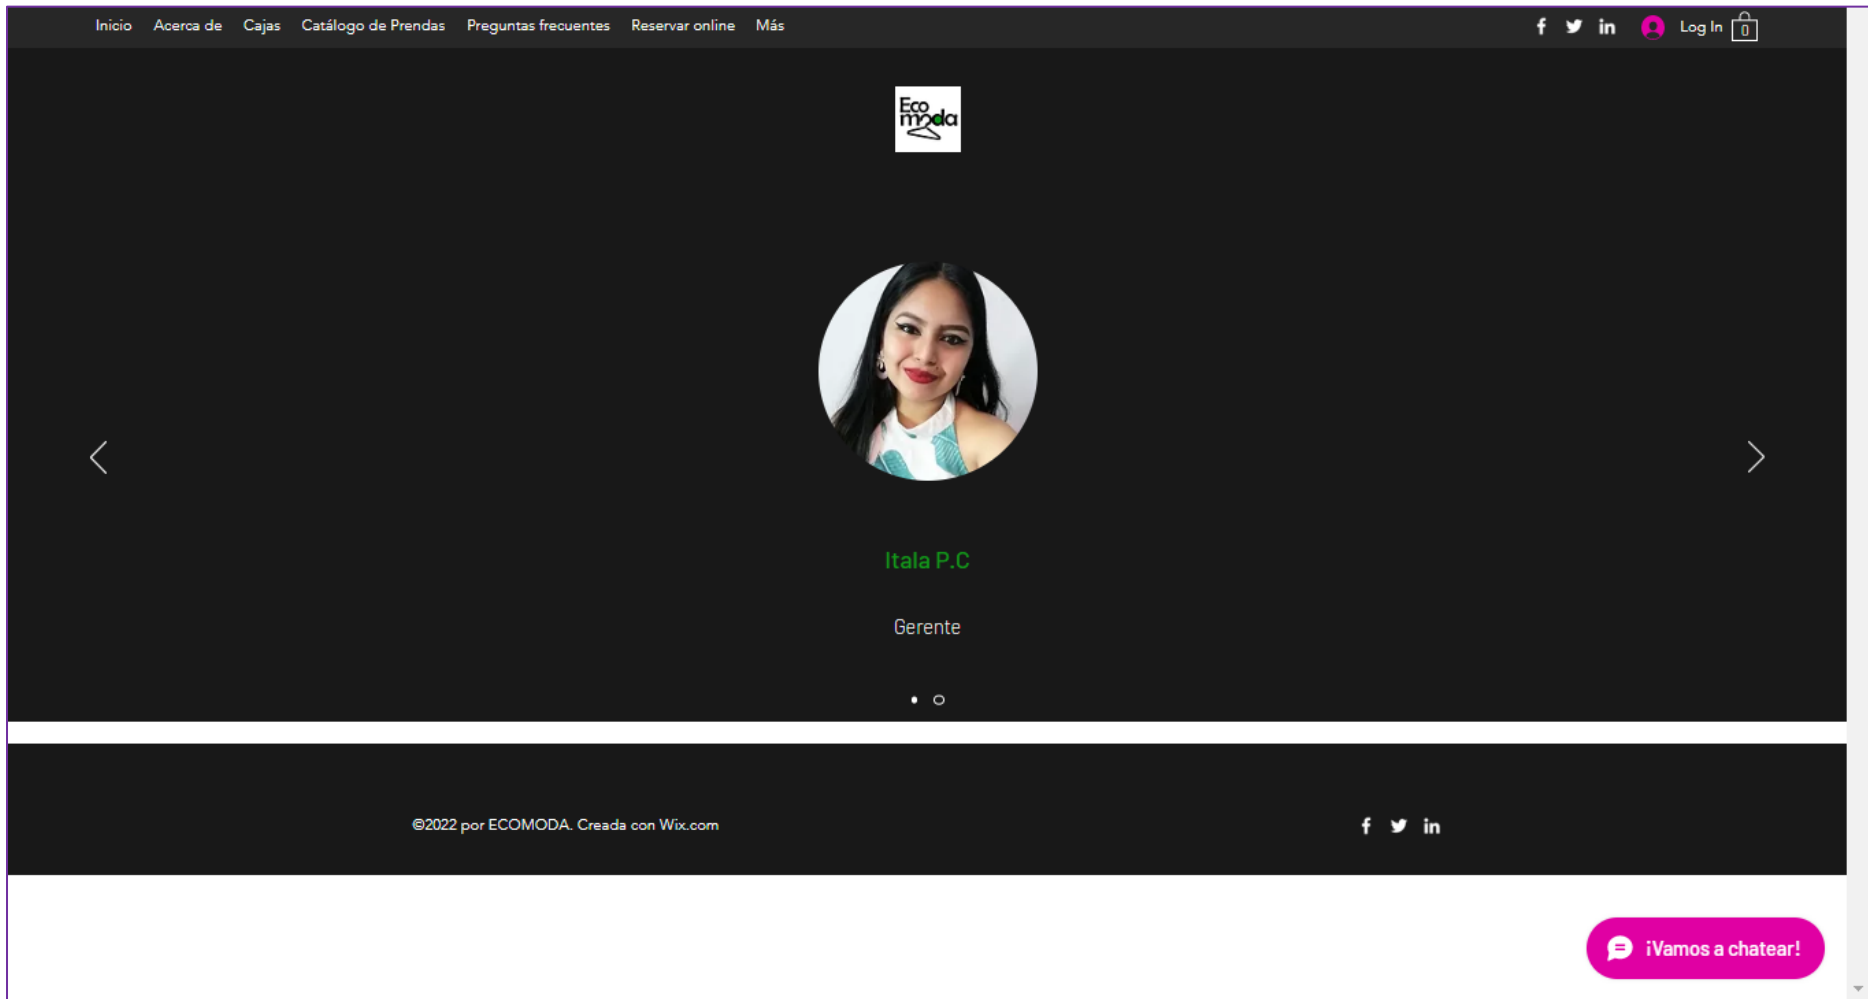 Inicio Acerca de Cajas Catálogo de Prendas Preguntas frecuentes Reservar online Más Log In 0
Eco
moda
Itala P.C
Gerente
©2022 por ECOMODA. Creada con Wix.com
¡Vamos a chatear!